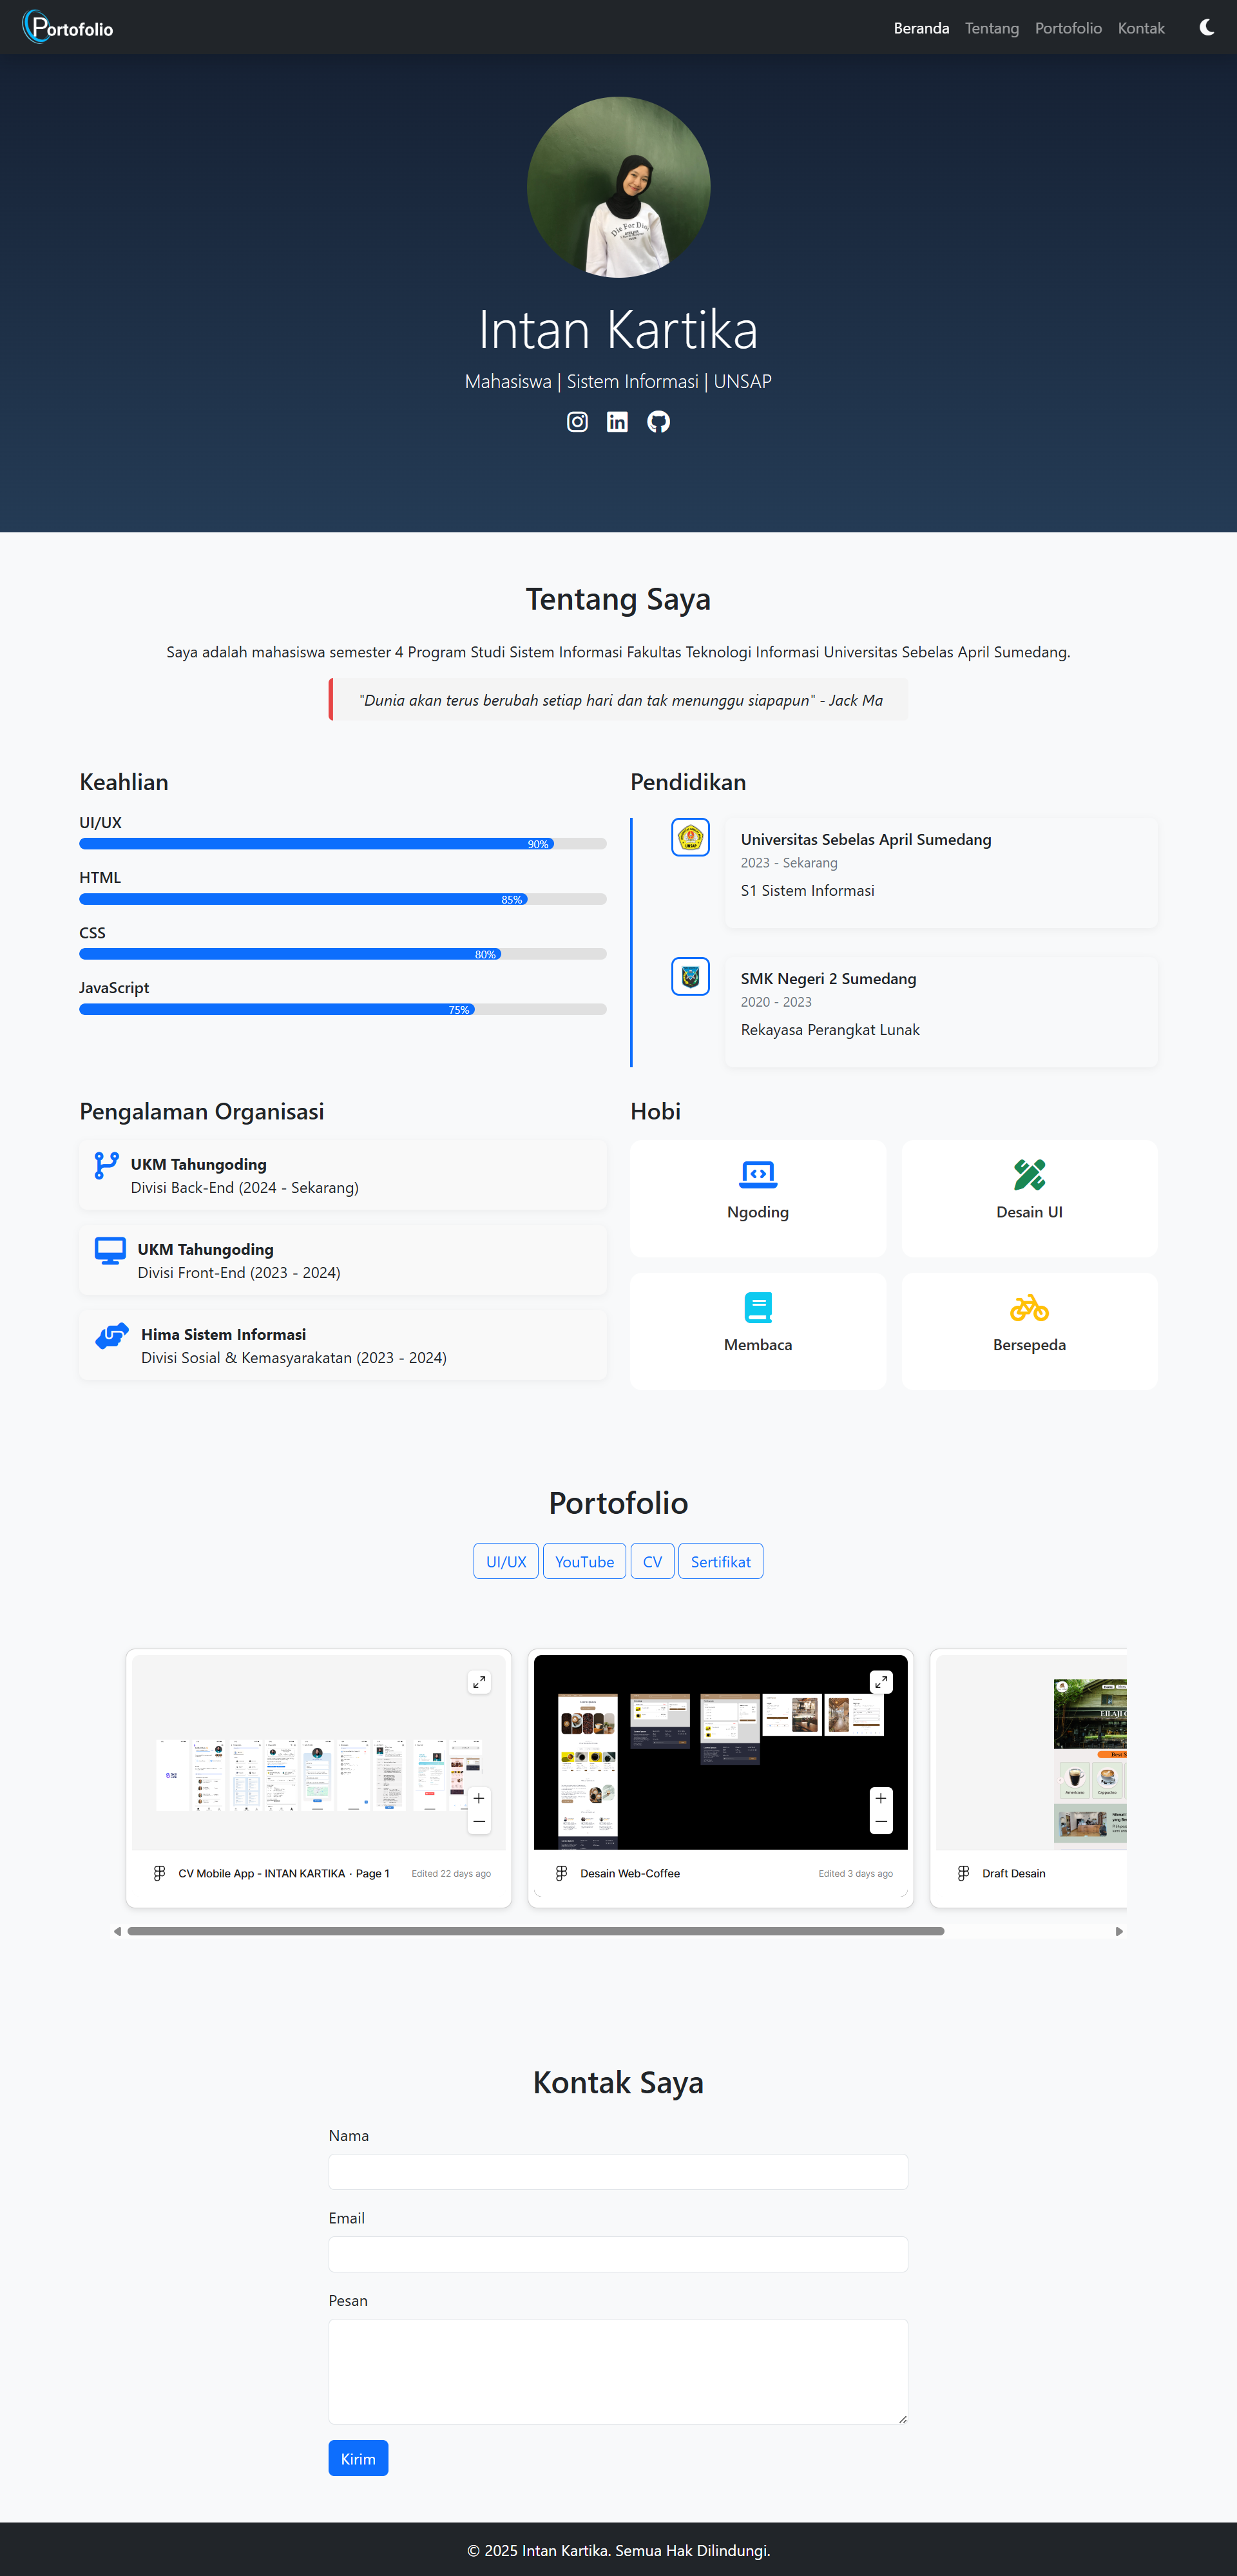 Portofolio
Beranda Tentang Portofolio Kontak
Die For Dior
Intan Kartika
Mahasiswa | Sistem Informasi | UNSAP
Tentang Saya
Saya adalah mahasiswa semester 4 Program Studi Sistem Informasi Fakultas Teknologi Informasi Universitas Sebelas April Sumedang.
"Dunia akan terus berubah setiap hari dan tak menunggu siapapun" - Jack Ma
Keahlian
UI/UX
90%
HTML
85%
CSS
80%
JavaScript
75%
Pendidikan
UNSAP
Universitas Sebelas April Sumedang
2023 - Sekarang
S1 Sistem Informasi
SMK Negeri 2 Sumedang
2020 - 2023
Rekayasa Perangkat Lunak
Pengalaman Organisasi
UKM Tahungoding
Divisi Back-End (2024 - Sekarang)
UKM Tahungoding
Divisi Front-End (2023 - 2024)
Hima Sistem Informasi
Divisi Sosial & Kemasyarakatan (2023 - 2024)
Hobi
Ngoding
Desain UI
Membaca
Bersepeda
Portofolio
UI/UX YouTube CV Sertifikat
CV Mobile App - INTAN KARTIKA · Page 1 Edited 22 days ago
Desain Web-Coffee Edited 3 days ago
Americano Cappucino
Draft Desain
Kontak Saya
Nama
Email
Pesan
Kirim
© 2025 Intan Kartika. Semua Hak Dilindungi.